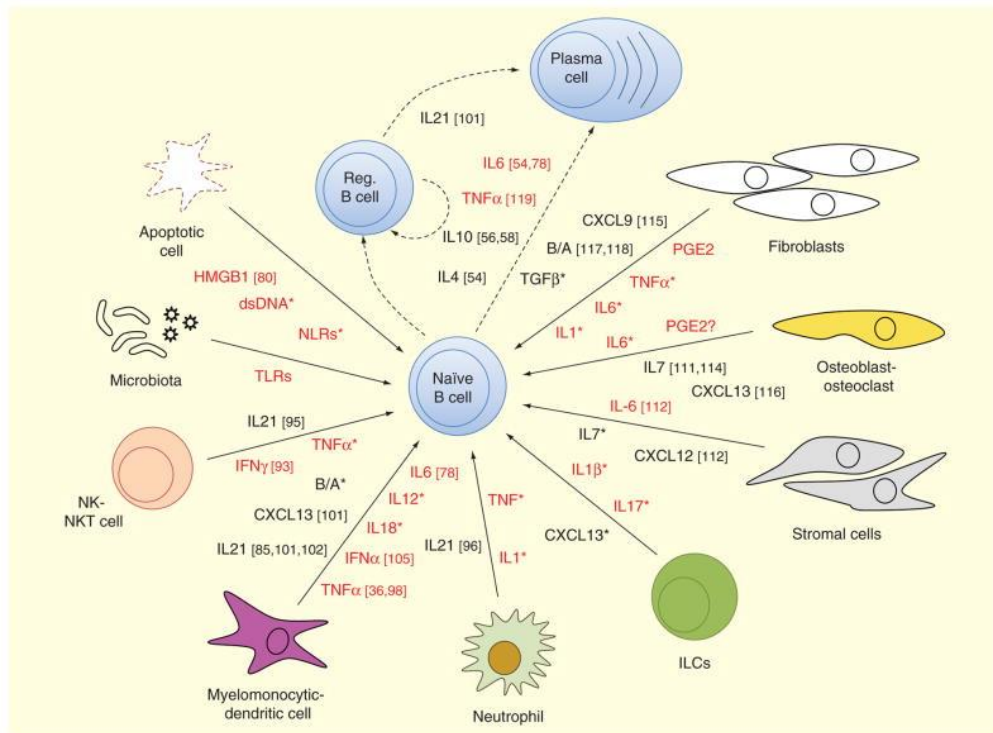 Plasma
cell
IL21 [101]
Reg.
B cell
IL6 [54,78]
TNFα [119]
IL10 [56,58]
IL4 [54]
TGFβ*
Apoptotic
cell
HMGB1 [80]
dsDNA*
NLRs*
CXCL9 [115]
B/A [117,118]
PGE2
TNFα*
IL6*
IL1*
Fibroblasts
Microbiota
TLRs
Naïve
B cell
PGE2?
IL6*
IL7 [111,114]
CXCL13 [116]
Osteoblast-
osteoclast
IL-6 [112]
IL7*
CXCL12 [112]
Stromal cells
IL21 [95]
TNFα*
IFNγ [93]
NK-
NKT cell
B/A*
CXCL13 [101]
IL21 [85,101,102]
IL6 [78]
IL12*
IL18*
IFNα [105]
TNFα [36,98]
Myelomonocytic-
dendritic cell
TNF*
IL21 [96]
IL1*
Neutrophil
IL1β*
IL17*
CXCL13*
ILCs